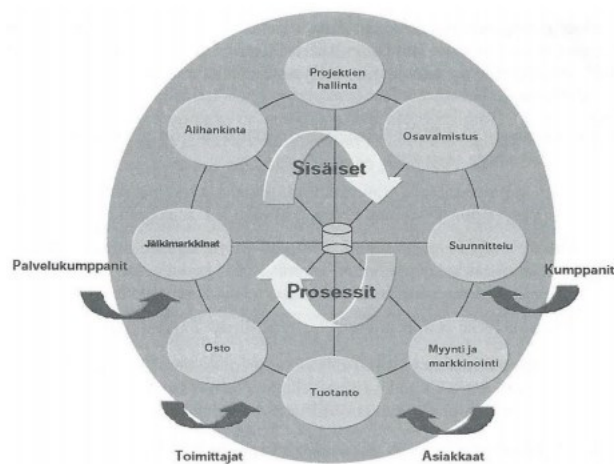 Projektien
hallinta
Alihankinta
Osavalmistus
Sisäiset
Jälkimarkkinat
Suunnittelu
Palvelukumppanit
Kumppanit
Prosessit
Osto
Myynti ja
markkinointi
Tuotanto
Toimittajat
Asiakkaat